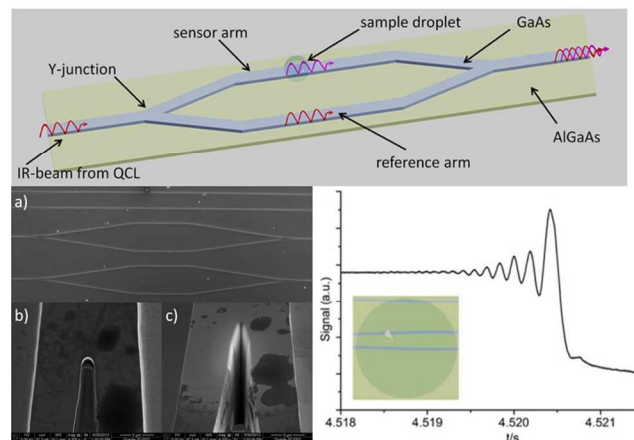 sample droplet
sensor arm
GaAs
Y-junction
IR-beam from QCL
reference arm
AlGaAs
a)
b)
c)
Signal (a.u.)
4.518
4.519
4.520
4.521
t/s